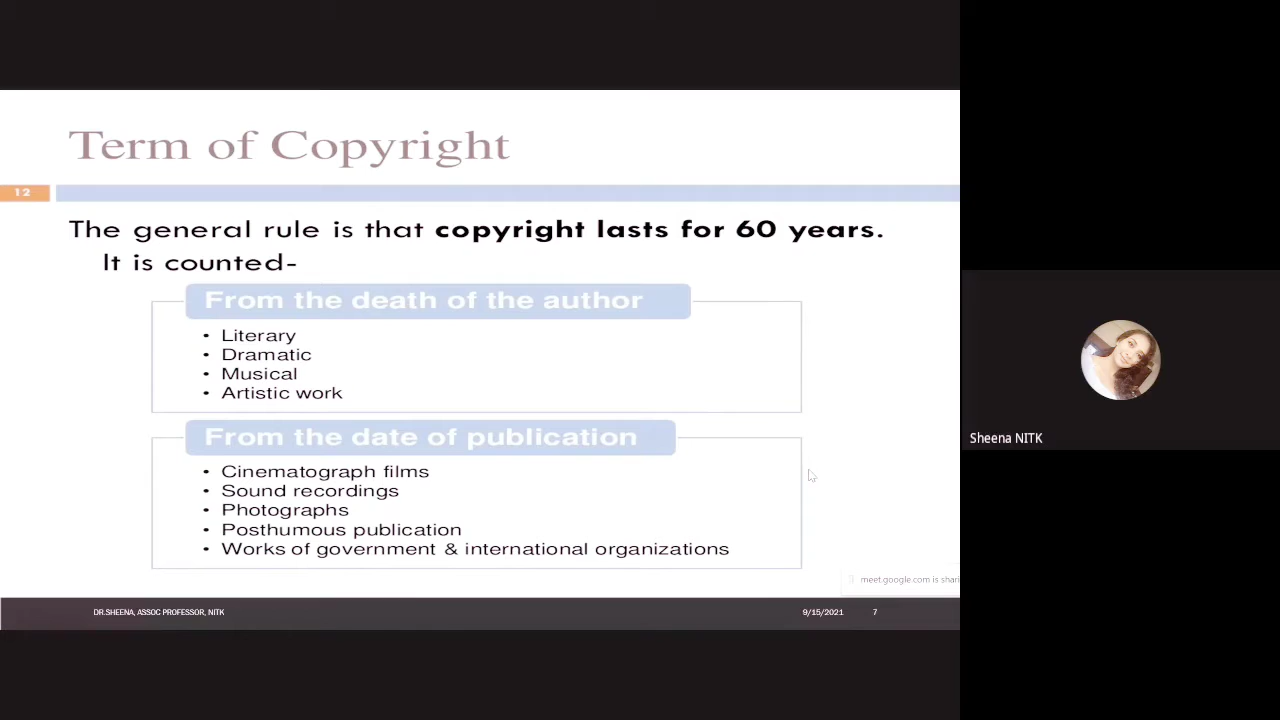 Term of Copyright
12
The general rule is that copyright lasts for 60 years.
It is counted-
From the death of the author
• Literary
• Dramatic
• Musical
• Artistic work
From the date of publication
• Cinematograph films
• Sound recordings
• Photographs
• Posthumous publication
• Works of government & international organizations
meet.google.com is shari
DR.SHEENA, ASSOC PROFESSOR, NITK
9/15/2021
7
Sheena NITK